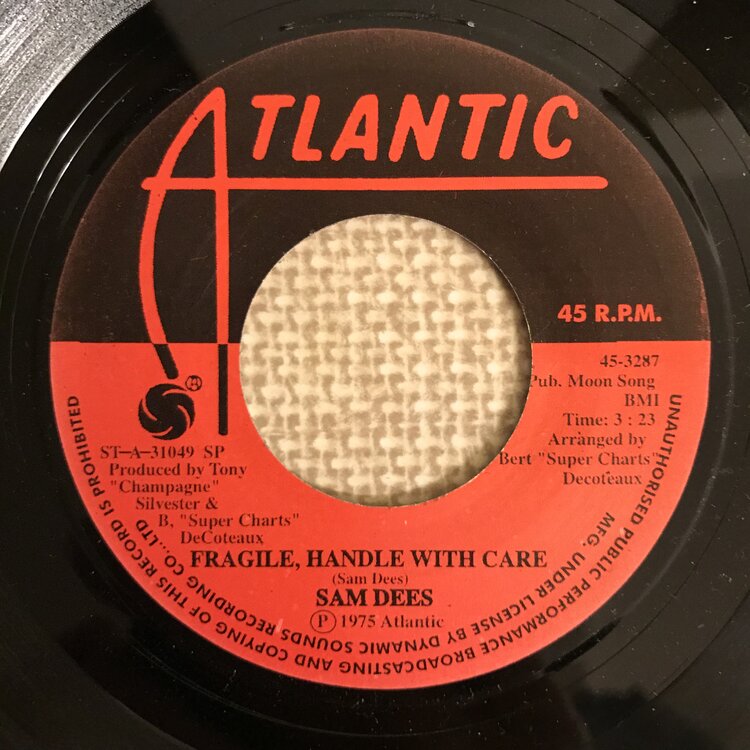 ATLANTIC
45 R.P.M.
45-3287
Pub. Moon Song
BMI
Time: 3 : 23
Arranged by
Bert "Super Charts"
Decoteaux
ST-A-31049 SP
Produced by Tony
"Champagne"
Silvester &
B, "Super Charts"
DeCoteaux
FRAGILE, HANDLE WITH CARE
(Sam Dees)
SAM DEES
Ⓟ 1975 Atlantic
UNAUTHORISED PUBLIC PERFORMANCE BROADCASTING AND COPYING OF THIS RECORD IS PROHIBITED
MFG. UNDER LICENSE BY DYNAMIC SOUNDS RECORDING CO., LTD